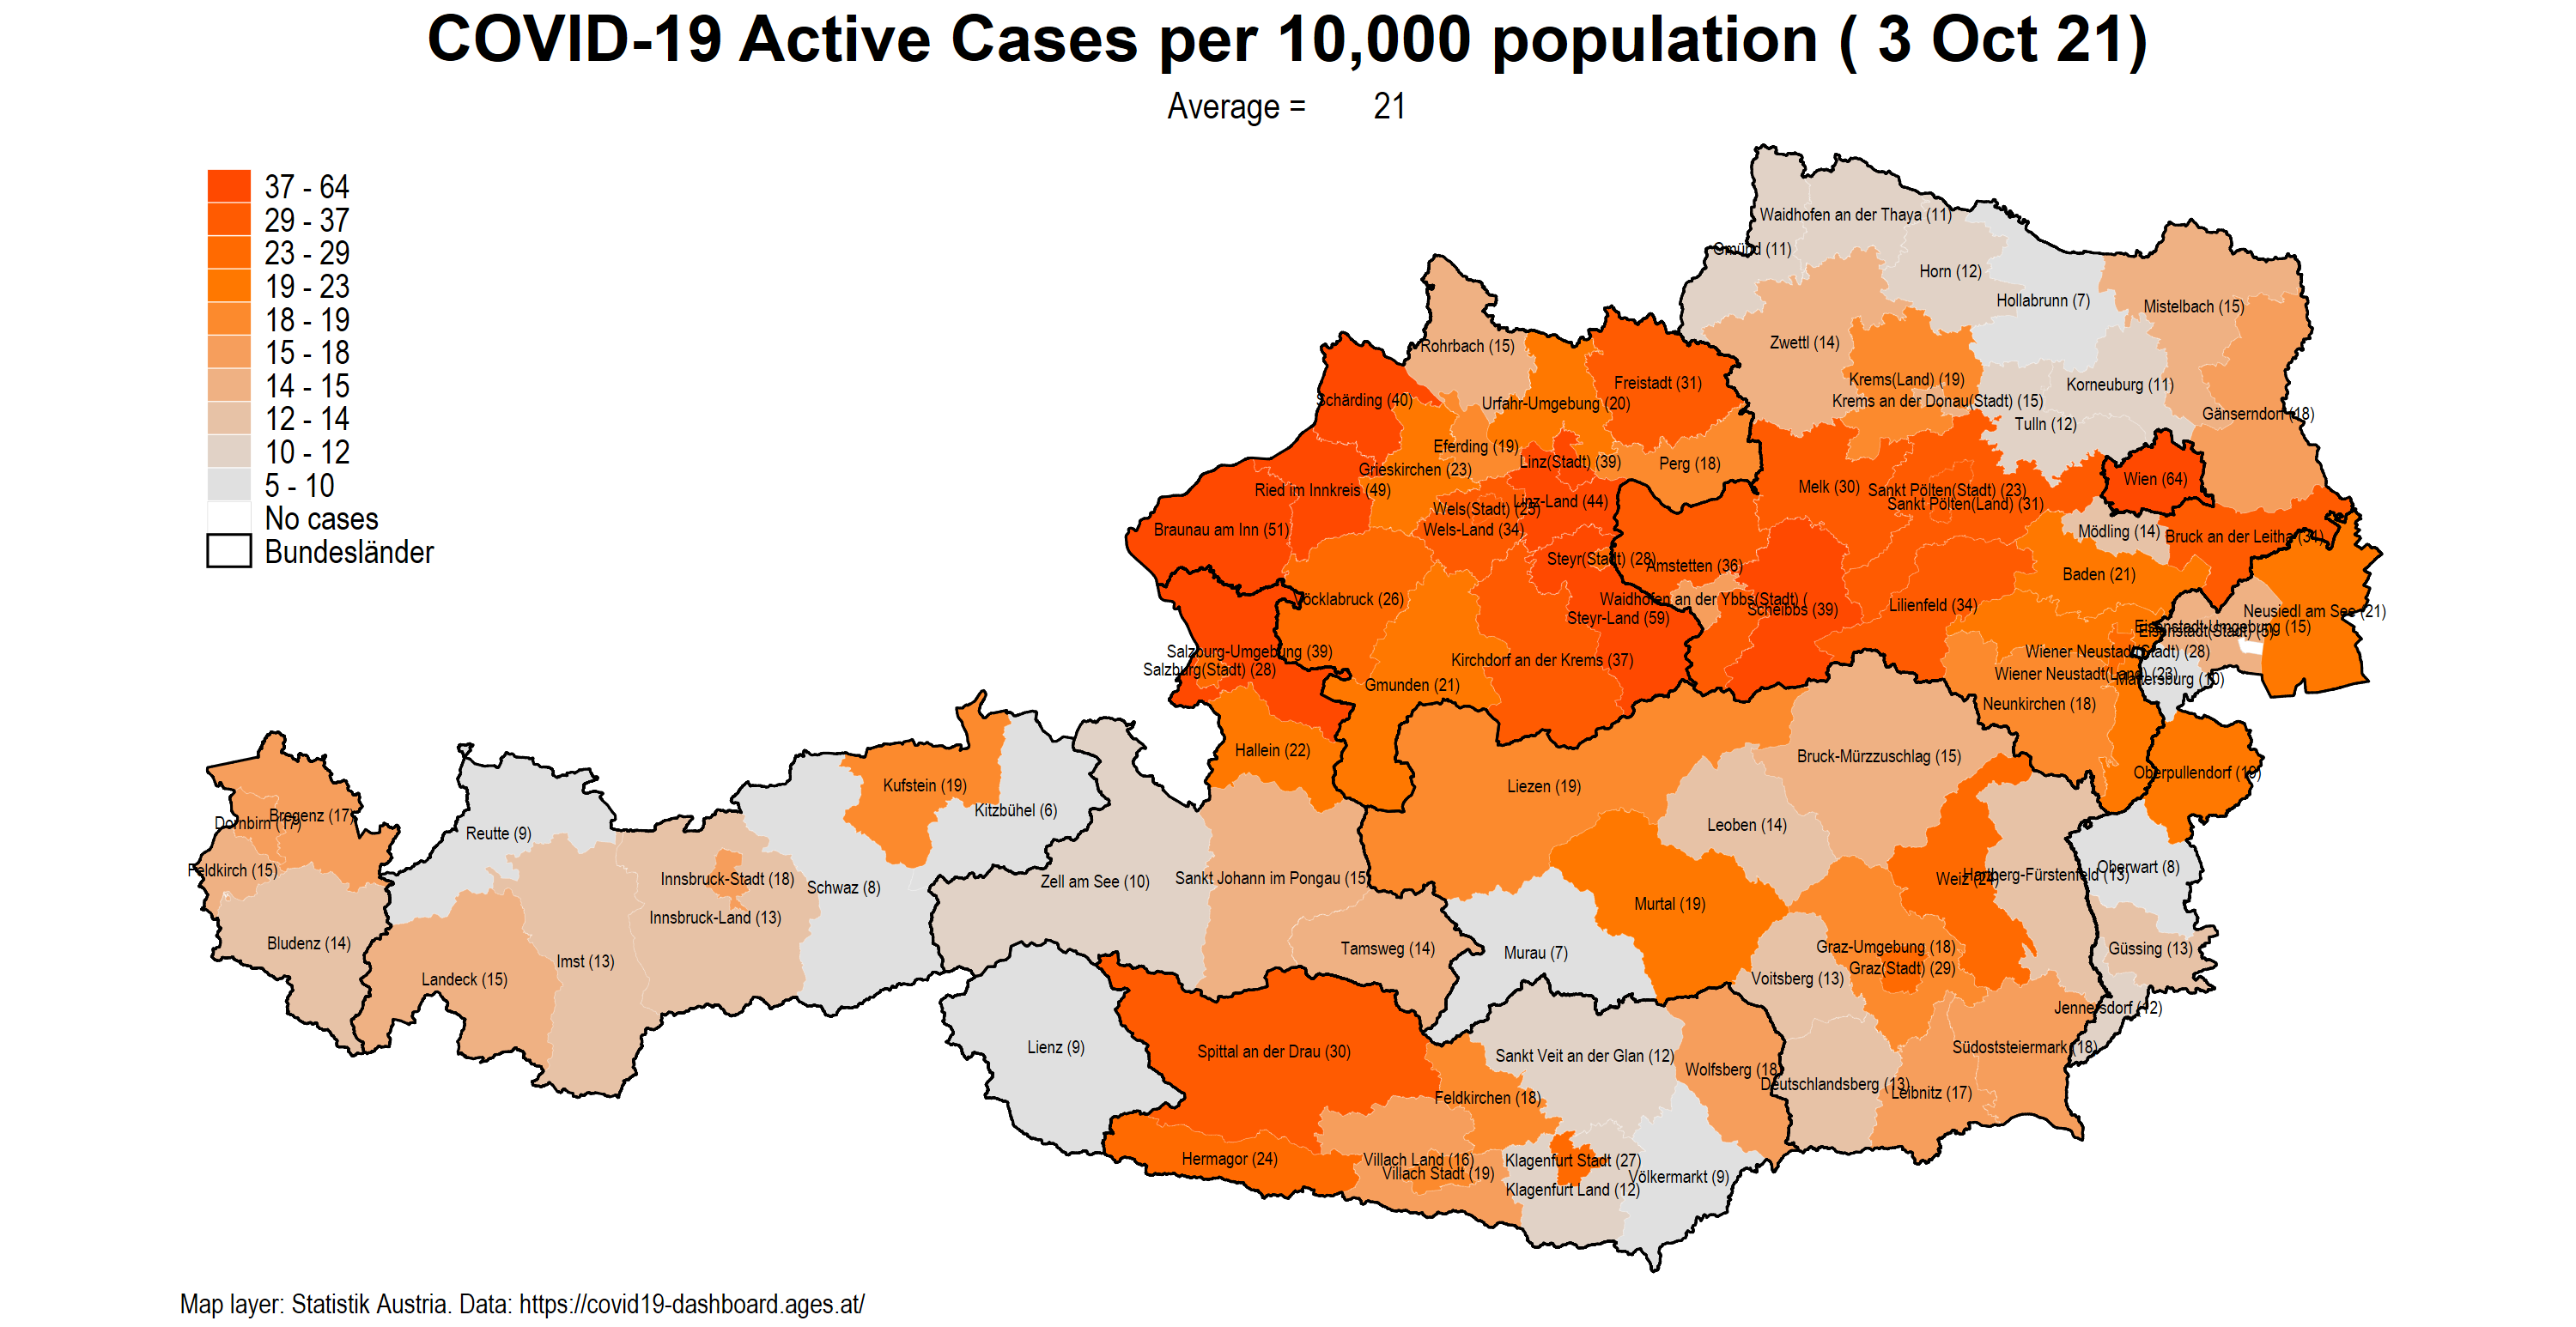 COVID-19 Active Cases per 10,000 population ( 3 Oct 21)
Average = 21
37 - 64
29 - 37
23 - 29
19 - 23
18 - 19
15 - 18
14 - 15
12 - 14
10 - 12
5 - 10
No cases
Bundesländer
Waidhofen an der Thaya (11)
Gmünd (11)
Horn (12)
Hollabrunn (7)
Mistelbach (15)
Zwettl (14)
Rohrbach (15)
Freistadt (31)
Krems(Land) (19)
Korneuburg (11)
Schärding (40)
Urfahr-Umgebung (20)
Krems an der Donau(Stadt) (15)
Gänserndorf (18)
Tulln (12)
Eferding (19)
Grieskirchen (23)
Linz(Stadt) (39)
Perg (18)
Wien (64)
Ried im Innkreis (49)
Melk (30)
Sankt Pölten(Stadt) (23)
Linz-Land (44)
Sankt Pölten(Land) (31)
Wels(Stadt) (25)
Braunau am Inn (51)
Wels-Land (34)
Mödling (14)
Bruck an der Leitha (31)
Steyr(Stadt) (28)
Amstetten (36)
Baden (21)
Vöcklabruck (26)
Waidhofen an der Ybbs(Stadt) (
Scheibbs (39)
Lilienfeld (34)
Neusiedl am See (21)
Steyr-Land (59)
Eisenstadt-Umgebung (15)
Eisenstadt(Stadt) (5)
Salzburg-Umgebung (39)
Wiener Neustadt(Stadt) (28)
Kirchdorf an der Krems (37)
Salzburg(Stadt) (28)
Wiener Neustadt(Land) (23)
Mattersburg (10)
Gmunden (21)
Neunkirchen (18)
Hallein (22)
Bruck-Mürzzuschlag (15)
Oberpullendorf (19)
Kufstein (19)
Liezen (19)
Kitzbühel (6)
Bregenz (17)
Dornbirn (17)
Leoben (14)
Reutte (9)
Oberwart (8)
Feldkirch (15)
Innsbruck-Stadt (18)
Schwaz (8)
Zell am See (10)
Sankt Johann im Pongau (15)
Weiz (24)
Hartberg-Fürstenfeld (13)
Murtal (19)
Innsbruck-Land (13)
Bludenz (14)
Tamsweg (14)
Murau (7)
Graz-Umgebung (18)
Güssing (13)
Imst (13)
Graz(Stadt) (29)
Landeck (15)
Voitsberg (13)
Jennersdorf (12)
Lienz (9)
Spittal an der Drau (30)
Sankt Veit an der Glan (12)
Südoststeiermark (18)
Wolfsberg (18)
Deutschlandsberg (13)
Leibnitz (17)
Feldkirchen (18)
Hermagor (24)
Villach Land (16)
Klagenfurt Stadt (27)
Villach Stadt (19)
Völkermarkt (9)
Klagenfurt Land (12)
Map layer: Statistik Austria. Data: https://covid19-dashboard.ages.at/